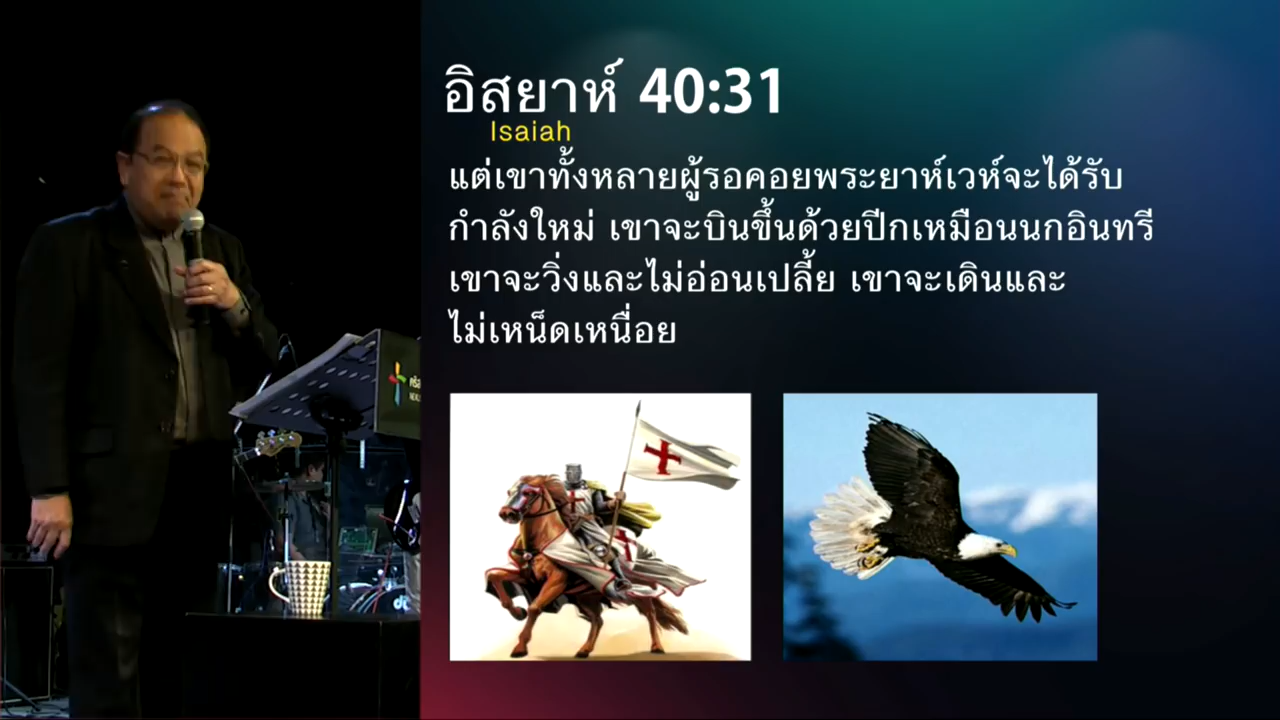 อิสยาห์ 40:31
Isaiah
แต่เขาทั้งหลายผู้รอคอยพระยาห์เวห์จะได้รับ
กำลังใหม่ เขาจะบินขึ้นด้วยปีกเหมือนนกอินทรี
เขาจะวิ่งและไม่อ่อนเปลี้ย เขาจะเดินและ
ไม่เหน็ดเหนื่อย